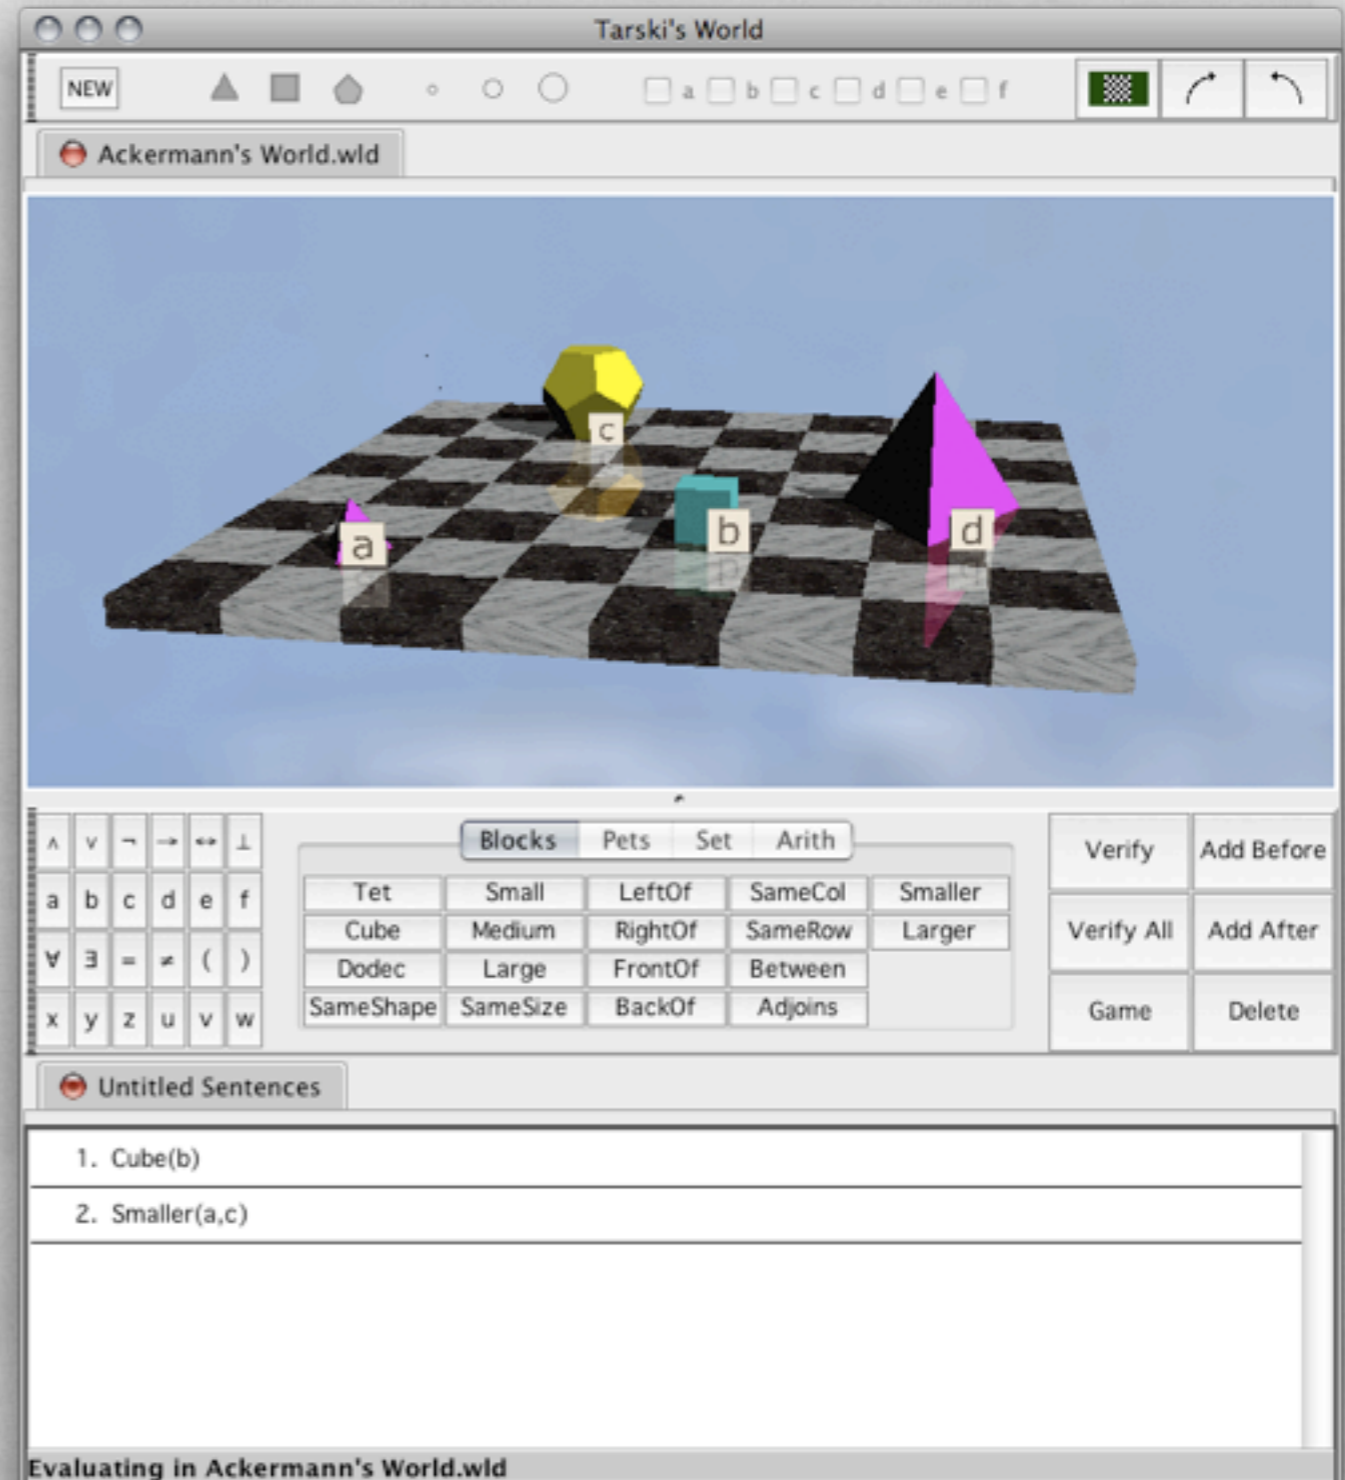 Tarski's World
NEW a b c d e f
Ackermann's World.wld
c
a b d
∧ ∨ ¬ → ↔ ⊥
a b c d e f
∀ ∃ = ≠ ( )
x y z u v w
Blocks Pets Set Arith
Tet Small LeftOf SameCol Smaller
Cube Medium RightOf SameRow Larger
Dodec Large FrontOf Between
SameShape SameSize BackOf Adjoins
Verify Add Before
Verify All Add After
Game Delete
Untitled Sentences
1. Cube(b)
2. Smaller(a,c)
Evaluating in Ackermann's World.wld